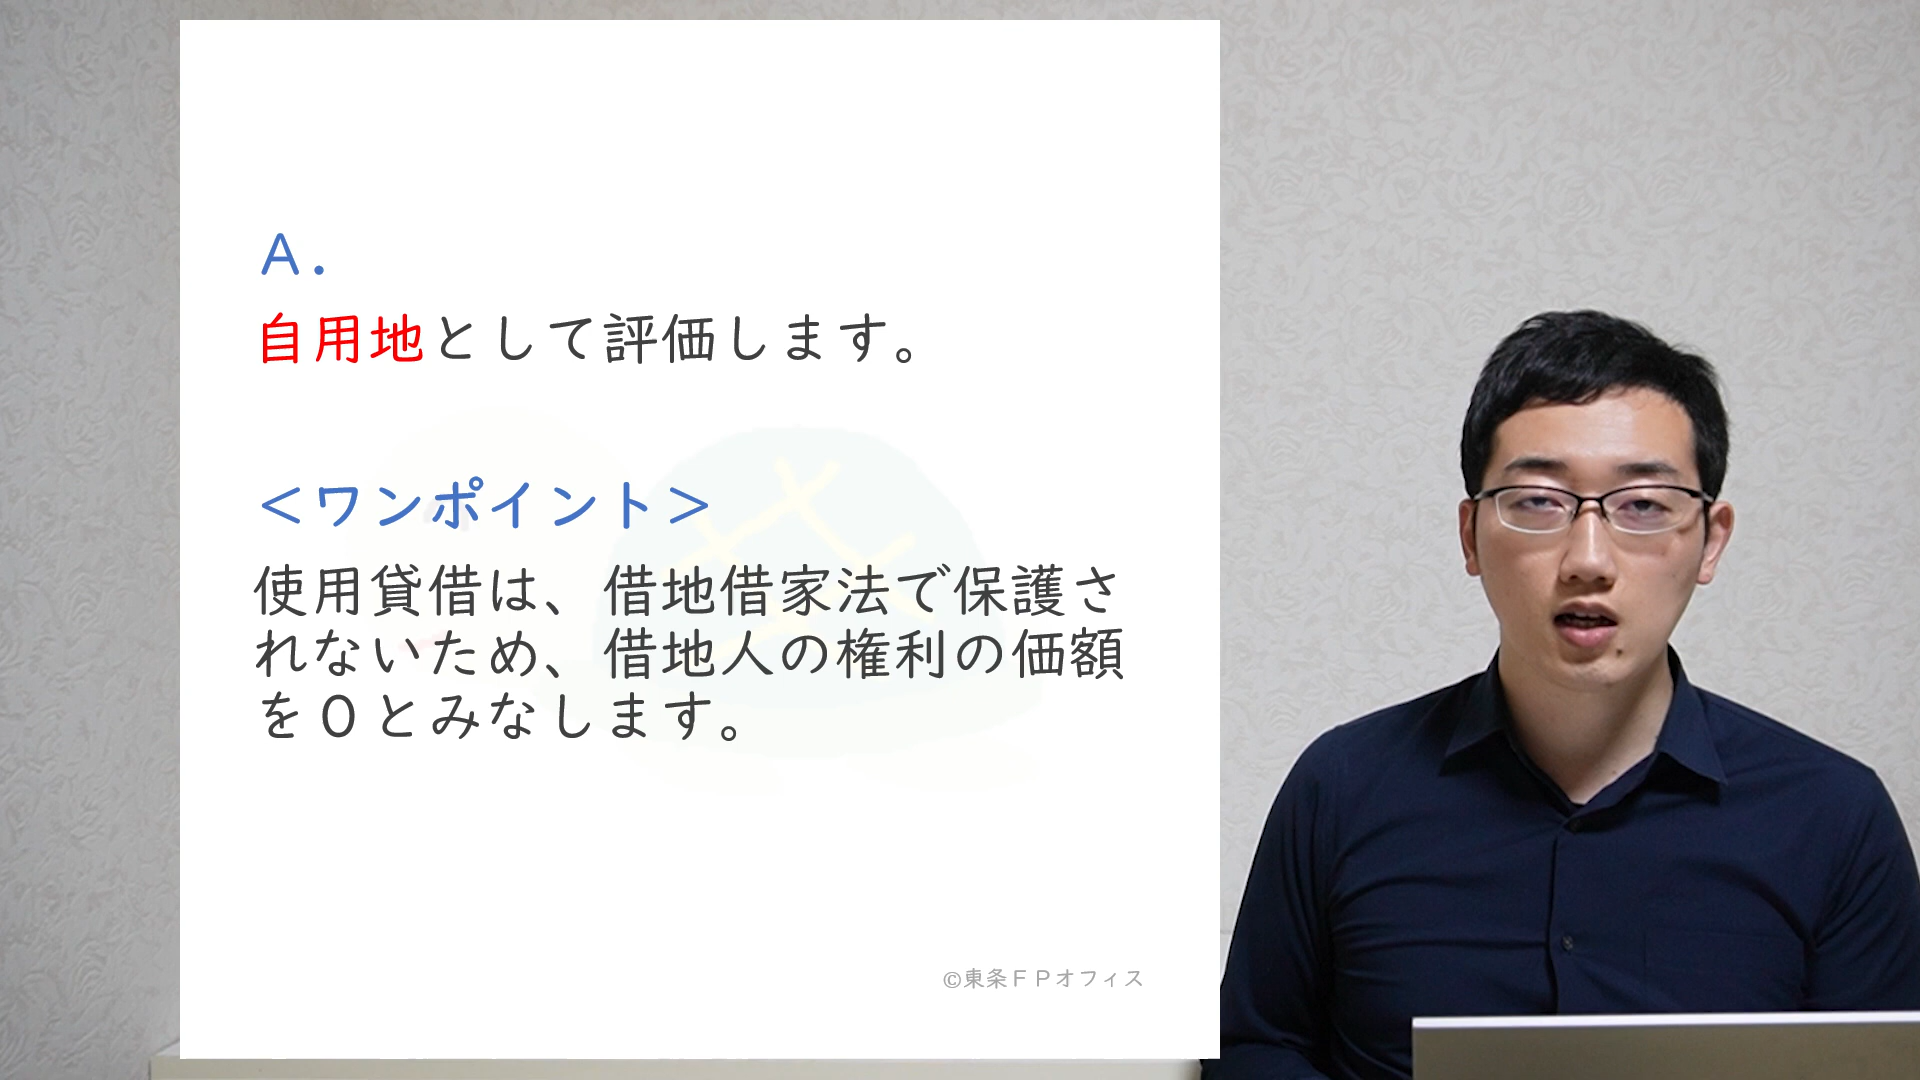 Ａ．
自用地として評価します。
＜ワンポイント＞
使用貸借は、借地借家法で保護さ
れないため、借地人の権利の価額
を０とみなします。
©東条ＦＰオフィス